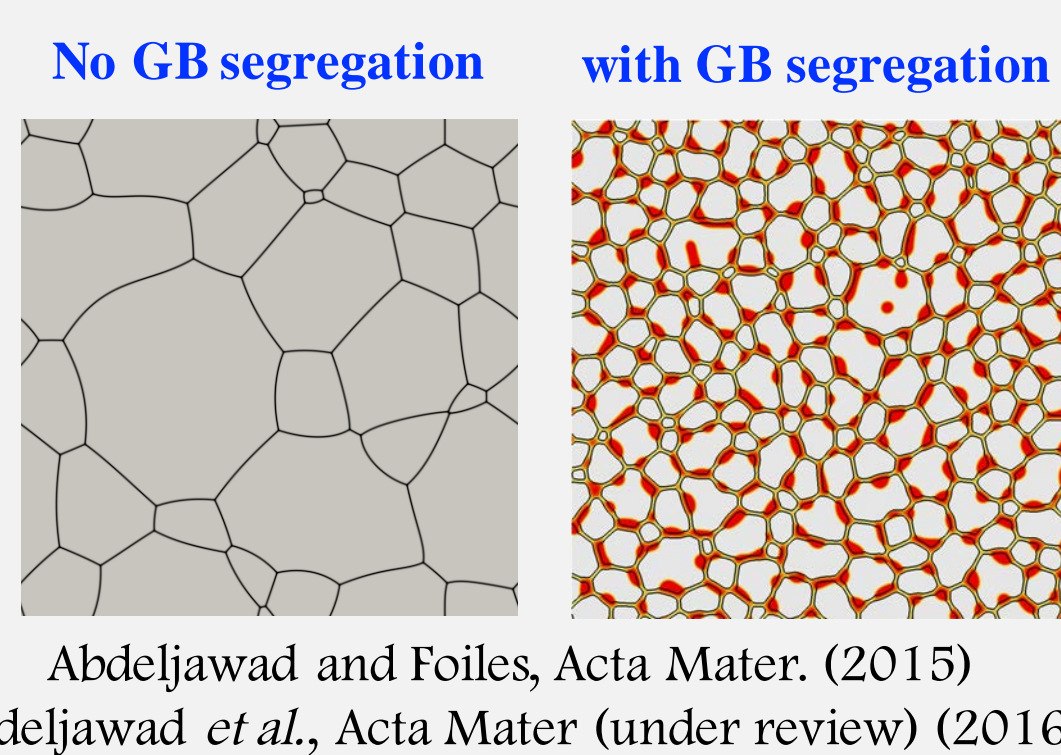 No GB segregation
with GB segregation
Abdeljawad and Foiles, Acta Mater. (2015)
deljawad et al., Acta Mater (under review) (2016